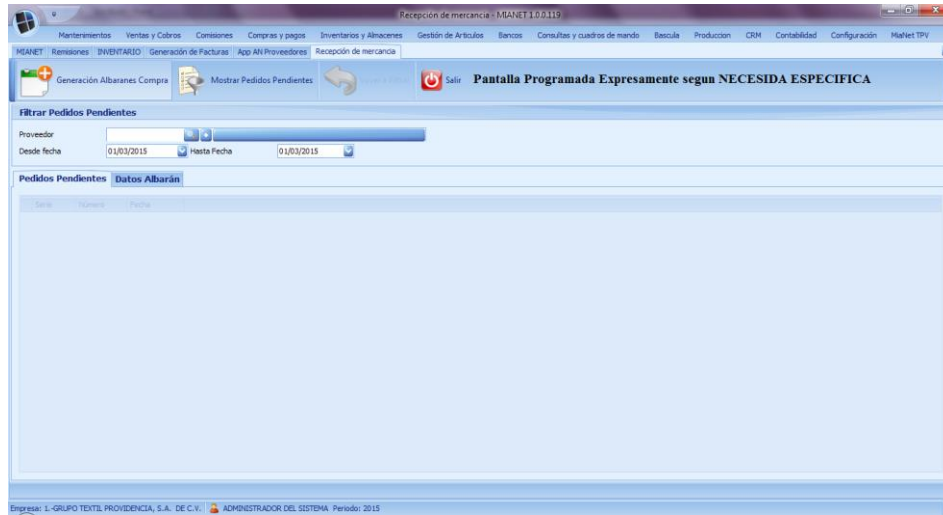 Recepción de mercancia - MIANET 1.0.0.119
Mantenimientos Ventas y Cobros Comisiones Compras y pagos Inventarios y Almacenes Gestión de Artículos Bancos Consultas y cuadros de mando Bascula Produccion CRM Contabilidad Configuración MiaNet TPV
MIANET Remisiones INVENTARIO Generación de Facturas App AN Proveedores Recepción de mercancia
Generación Albaranes Compra Mostrar Pedidos Pendientes Salir Pantalla Programada Expresamente segun NECESIDA ESPECIFICA
Filtrar Pedidos Pendientes
Proveedor
Desde fecha 01/03/2015 Hasta Fecha 01/03/2015
Pedidos Pendientes Datos Albarán
Serie Número Fecha
Empresa: 1.-GRUPO TEXTIL PROVIDENCIA, S.A. DE C.V. ADMINISTRADOR DEL SISTEMA Periodo: 2015